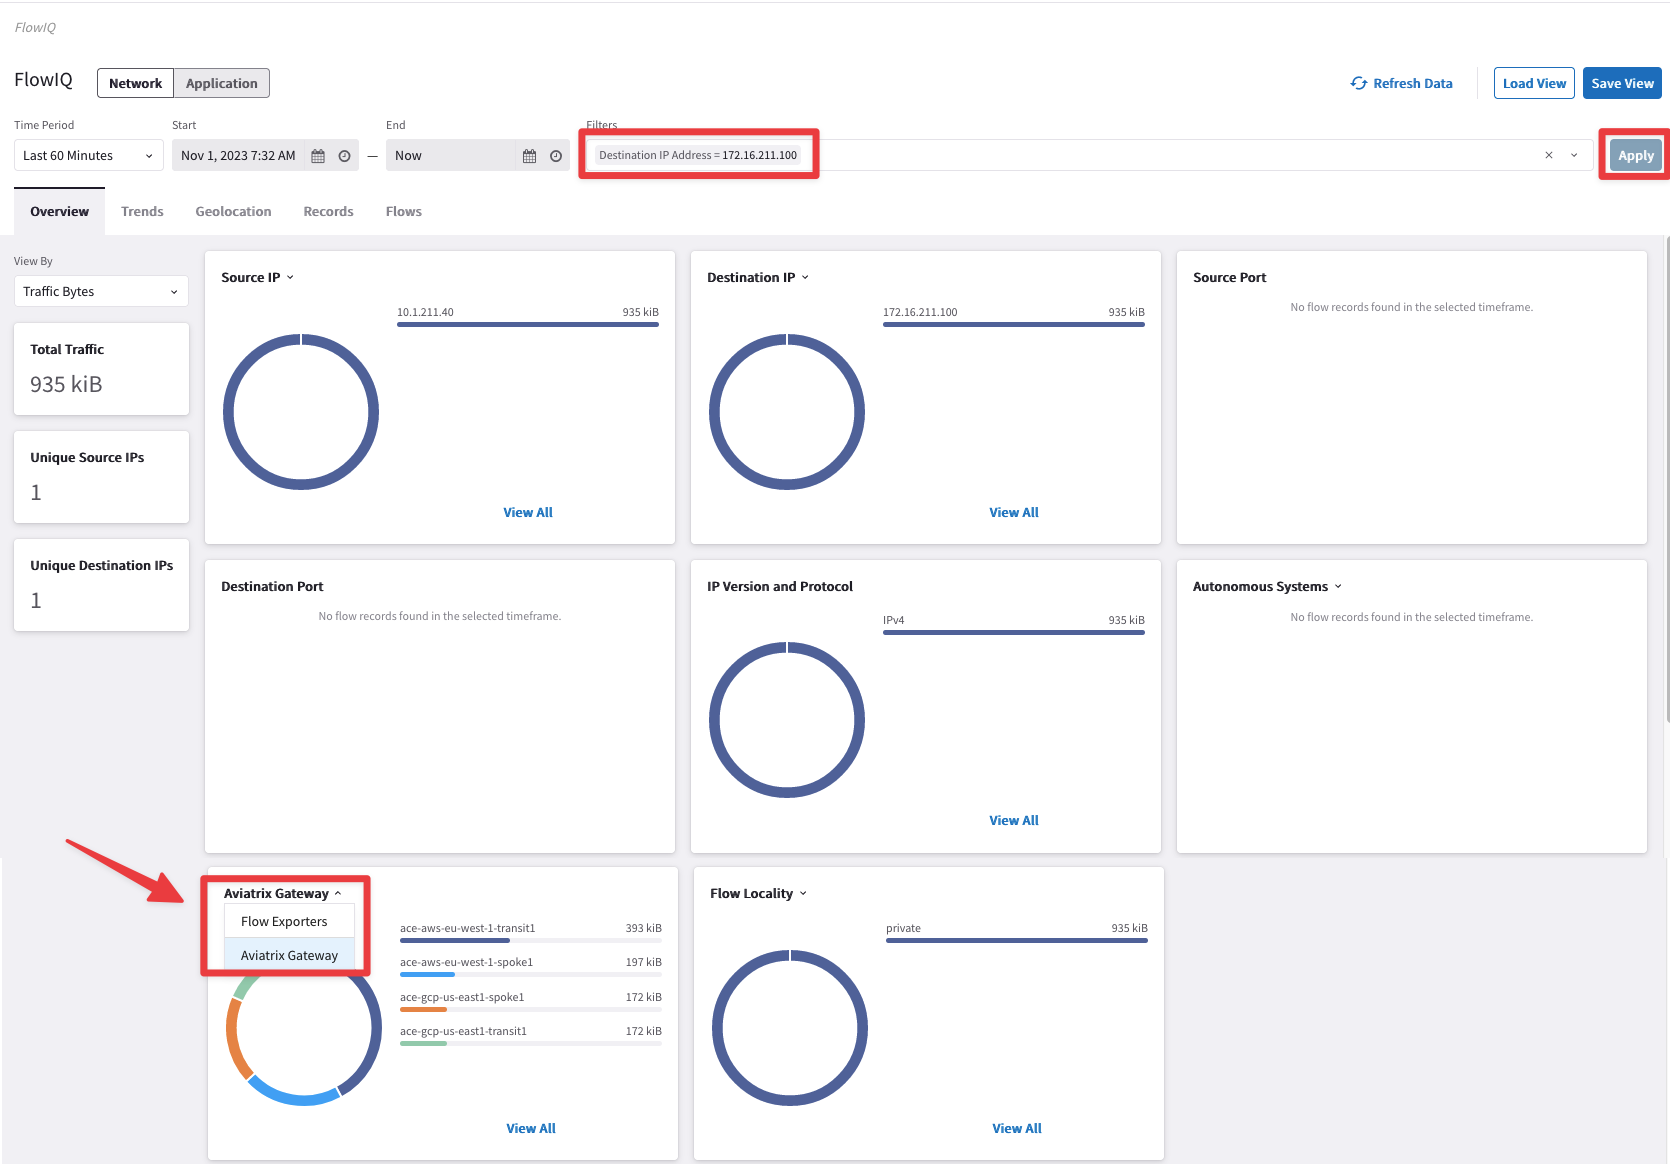 FlowIQ
FlowIQ
Network
Application
Refresh Data
Load View
Save View
Time Period
Start
End
Filters
Last 60 Minutes
Nov 1, 2023 7:32 AM
—
Now
Destination IP Address = 172.16.211.100
Apply
Overview
Trends
Geolocation
Records
Flows
View By
Traffic Bytes
Total Traffic
935 kiB
Unique Source IPs
1
Unique Destination IPs
1
Source IP
10.1.211.40 935 kiB
View All
Destination IP
172.16.211.100 935 kiB
View All
Source Port
No flow records found in the selected timeframe.
Destination Port
No flow records found in the selected timeframe.
IP Version and Protocol
IPv4 935 kiB
View All
Autonomous Systems
No flow records found in the selected timeframe.
Aviatrix Gateway
Flow Exporters
Aviatrix Gateway
ace-aws-eu-west-1-transit1 393 kiB
ace-aws-eu-west-1-spoke1 197 kiB
ace-gcp-us-east1-spoke1 172 kiB
ace-gcp-us-east1-transit1 172 kiB
View All
Flow Locality
private 935 kiB
View All